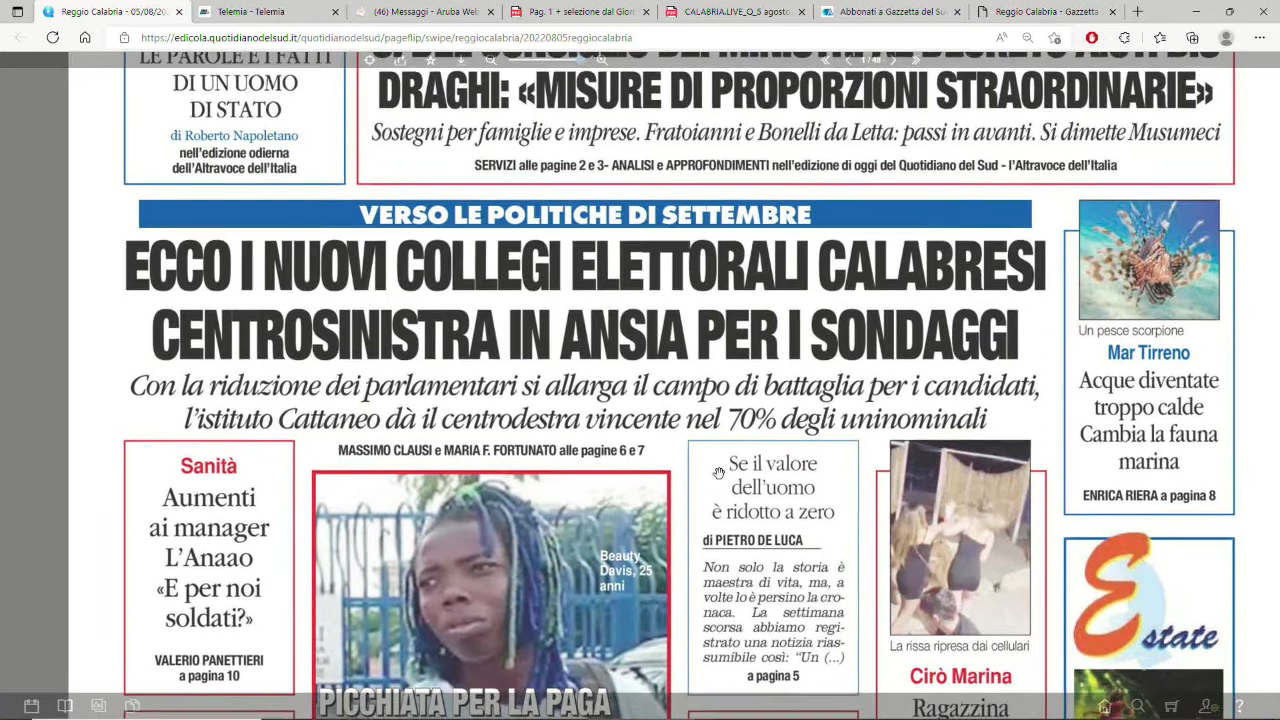 Reggio Calabria - 05/08/20
Telemia - Telemia
(46) Messaggi - Aruba Web
Pag. 1 + selezione dal Gior
CALABRIA.LIVE_5 agosto
Abbonati a Gazzetta del Su
Reggio Calabria - Gazzetta
https://edicola.quotidianodelsud.it/quotidianodelsud/pageflip/swipe/reggiocalabria/20220805reggiocalabria
1 / 48
LE PAROLE E I FATTI
DI UN UOMO
DI STATO
di Roberto Napoletano
nell'edizione odierna
dell'Altravoce dell'Italia
DRAGHI: «MISURE DI PROPORZIONI STRAORDINARIE»
Sostegni per famiglie e imprese. Fratoianni e Bonelli da Letta: passi in avanti. Si dimette Musumeci
SERVIZI alle pagine 2 e 3- ANALISI e APPROFONDIMENTI nell'edizione di oggi del Quotidiano del Sud - l'Altravoce dell'Italia
VERSO LE POLITICHE DI SETTEMBRE
ECCO I NUOVI COLLEGI ELETTORALI CALABRESI
CENTROSINISTRA IN ANSIA PER I SONDAGGI
Con la riduzione dei parlamentari si allarga il campo di battaglia per i candidati,
l'istituto Cattaneo dà il centrodestra vincente nel 70% degli uninominali
MASSIMO CLAUSI e MARIA F. FORTUNATO alle pagine 6 e 7
Sanità
Aumenti
ai manager
L'Anaao
«E per noi
soldati?»
VALERIO PANETTIERI
a pagina 10
Beauty
Davis, 25
anni
PICCHIATA PER LA PAGA
Se il valore
dell'uomo
è ridotto a zero
di PIETRO DE LUCA
Non solo la storia è
maestra di vita, ma, a
volte lo è persino la cro-
naca. La settimana
scorsa abbiamo regi-
strato una notizia rias-
sumibile così: “Un (...)
a pagina 5
La rissa ripresa dai cellulari
Cirò Marina
Ragazzina
Un pesce scorpione
Mar Tirreno
Acque diventate
troppo calde
Cambia la fauna
marina
ENRICA RIERA a pagina 8
Estate